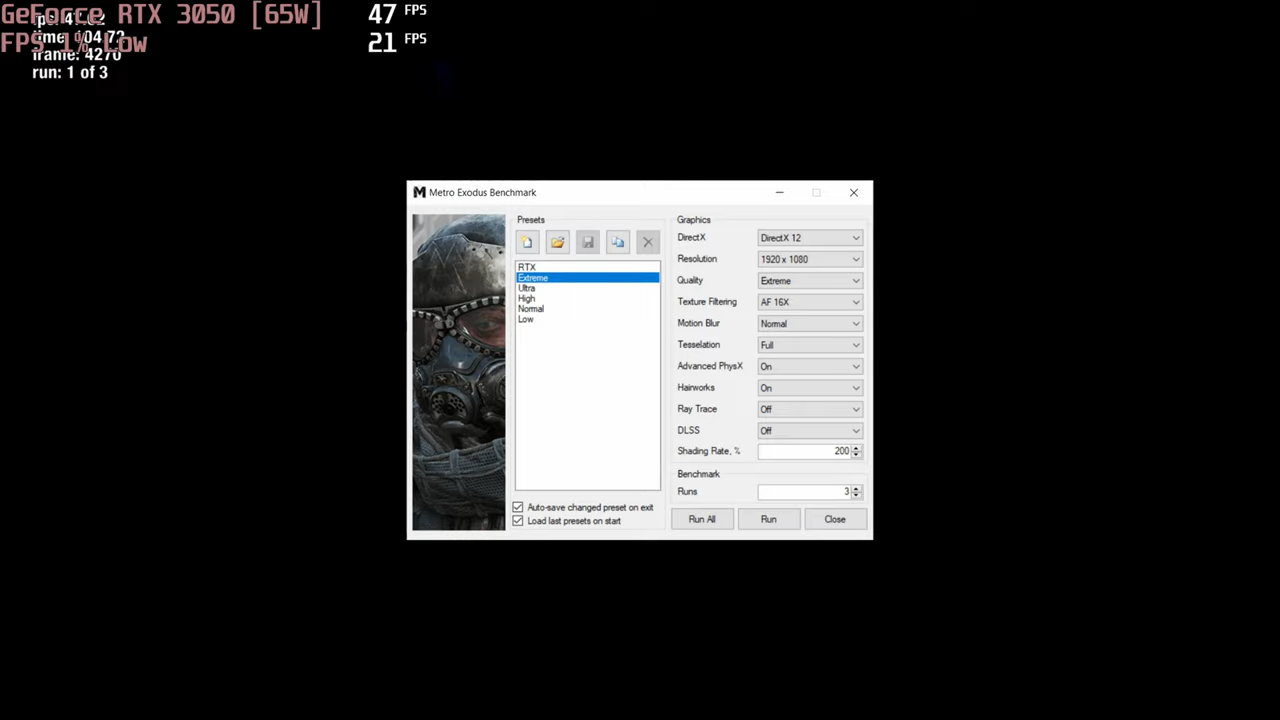 GeForce RTX 3050 [65W] 47 FPS
FPS 1% Low 21 FPS
frame: 4270
run: 1 of 3
Metro Exodus Benchmark
Presets
RTX
Extreme
Ultra
High
Normal
Low
Auto-save changed preset on exit
Load last presets on start
Graphics
DirectX DirectX 12
Resolution 1920 x 1080
Quality Extreme
Texture Filtering AF 16X
Motion Blur Normal
Tesselation Full
Advanced PhysX On
Hairworks On
Ray Trace Off
DLSS Off
Shading Rate, % 200
Benchmark
Runs 3
Run All Run Close